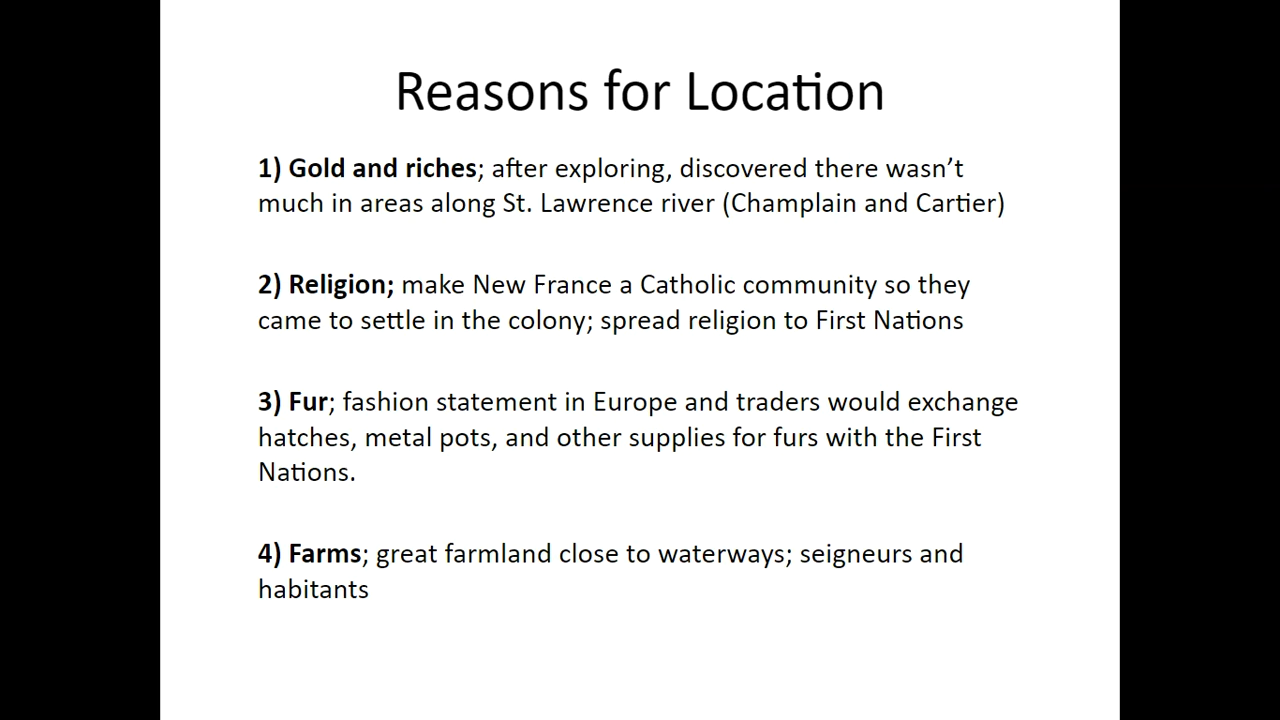 Reasons for Location
1) Gold and riches; after exploring, discovered there wasn’t
much in areas along St. Lawrence river (Champlain and Cartier)
2) Religion; make New France a Catholic community so they
came to settle in the colony; spread religion to First Nations
3) Fur; fashion statement in Europe and traders would exchange
hatches, metal pots, and other supplies for furs with the First
Nations.
4) Farms; great farmland close to waterways; seigneurs and
habitants